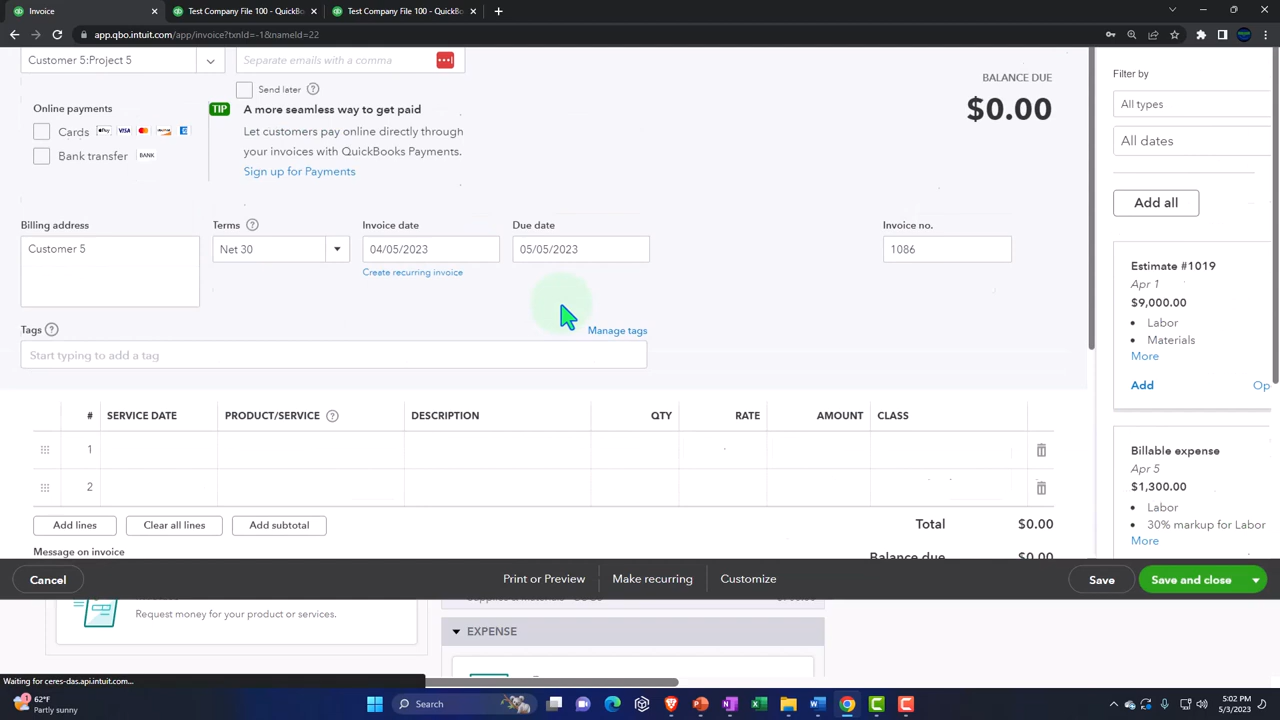 Invoice
Test Company File 100 - QuickBo
Test Company File 100 - QuickBo
app.qbo.intuit.com/app/invoice?txnId=-1&nameId=22
Customer 5:Project 5
Separate emails with a comma
BALANCE DUE
$0.00
Send later
Online payments
TIP A more seamless way to get paid
Cards
Let customers pay online directly through
your invoices with QuickBooks Payments.
Bank transfer BANK
Sign up for Payments
Billing address
Terms
Invoice date
Due date
Invoice no.
Customer 5
Net 30
04/05/2023
05/05/2023
1086
Create recurring invoice
Tags
Manage tags
Start typing to add a tag
# SERVICE DATE PRODUCT/SERVICE DESCRIPTION QTY RATE AMOUNT CLASS
1
2
Add lines Clear all lines Add subtotal
Total $0.00
Message on invoice
Balance due $0.00
Filter by
All types
All dates
Add all
Estimate #1019
Apr 1
$9,000.00
• Labor
• Materials
More
Add Op
Billable expense
Apr 5
$1,300.00
• Labor
• 30% markup for Labor
More
Cancel
Print or Preview
Make recurring
Customize
Save
Save and close
Request money for your product or services.
EXPENSE
Waiting for ceres-das.api.intuit.com...
62°F
Partly sunny
Search
5:02 PM
5/3/2023